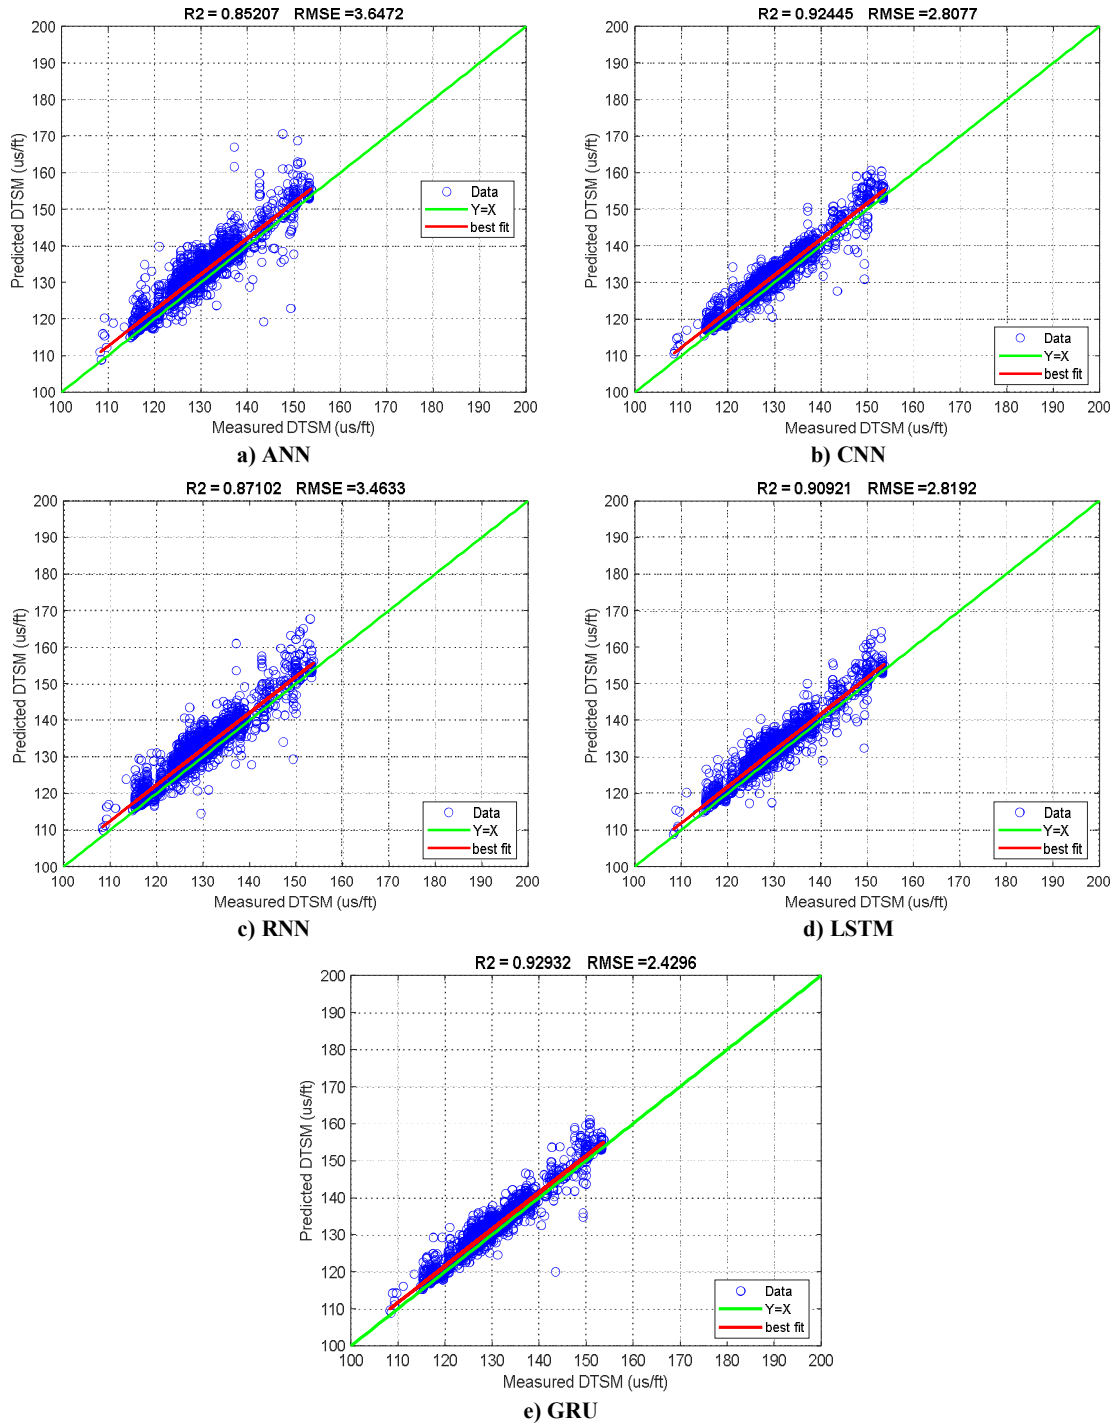 R2 = 0.85207 RMSE =3.6472
200
190
180
170
160
150
140
130
120
110
100
Predicted DTSM (us/ft)
Data
Y=X
best fit
100 110 120 130 140 150 160 170 180 190 200
Measured DTSM (us/ft)
a) ANN
R2 = 0.92445 RMSE =2.8077
200
190
180
170
160
150
140
130
120
110
100
Predicted DTSM (us/ft)
Data
Y=X
best fit
100 110 120 130 140 150 160 170 180 190 200
Measured DTSM (us/ft)
b) CNN
R2 = 0.87102 RMSE =3.4633
200
190
180
170
160
150
140
130
120
110
100
Predicted DTSM (us/ft)
Data
Y=X
best fit
100 110 120 130 140 150 160 170 180 190 200
Measured DTSM (us/ft)
c) RNN
R2 = 0.90921 RMSE =2.8192
200
190
180
170
160
150
140
130
120
110
100
Predicted DTSM (us/ft)
Data
Y=X
best fit
100 110 120 130 140 150 160 170 180 190 200
Measured DTSM (us/ft)
d) LSTM
R2 = 0.92932 RMSE =2.4296
200
190
180
170
160
150
140
130
120
110
100
Predicted DTSM (us/ft)
Data
Y=X
best fit
100 110 120 130 140 150 160 170 180 190 200
Measured DTSM (us/ft)
e) GRU